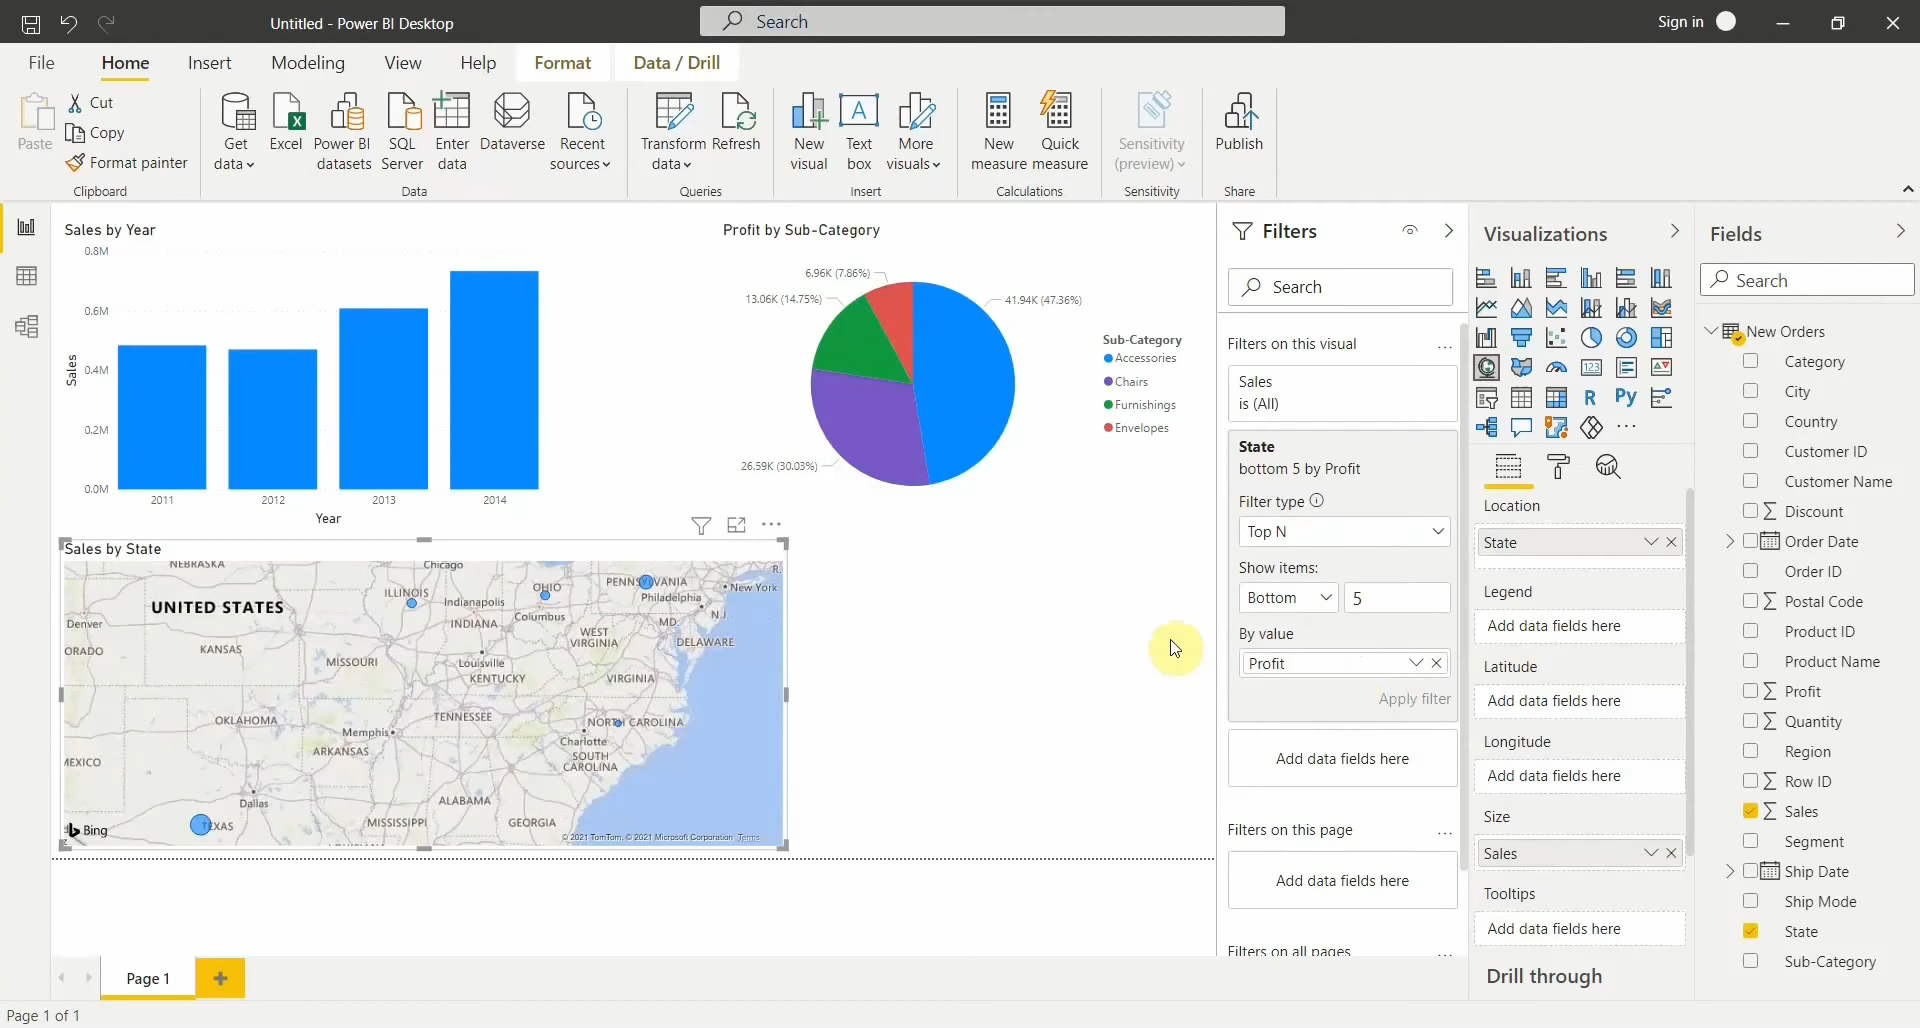 Untitled - Power BI Desktop
Search
Sign in
File
Home
Insert
Modeling
View
Help
Format
Data / Drill
Paste
Cut
Copy
Format painter
Clipboard
Get data
Excel
Power BI datasets
SQL Server
Enter data
Dataverse
Recent sources
Data
Transform data
Refresh
Queries
New visual
A
Text box
More visuals
Insert
New measure
Quick measure
Calculations
Sensitivity (preview)
Sensitivity
Publish
Share
Sales by Year
0.8M
0.6M
0.4M
0.2M
0.0M
Sales
2011
2012
2013
2014
Year
Profit by Sub-Category
6.96K (7.86%)
13.06K (14.75%)
41.94K (47.36%)
26.59K (30.03%)
Sub-Category
Accessories
Chairs
Furnishings
Envelopes
Sales by State
NEBRASKA
Chicago
ILLINOIS
OHIO
PENNSYLVANIA
New York
UNITED STATES
Indianapolis
INDIANA
Columbus
Philadelphia
N.J.
MD.
Denver
KANSAS
WEST VIRGINIA
DELAWARE
ORADO
MISSOURI
Louisville
KENTUCKY
VIRGINIA
OKLAHOMA
TENNESSEE
NORTH CAROLINA
Memphis
Charlotte
EXICO
ARKANSAS
SOUTH CAROLINA
Dallas
ALABAMA
TEXAS
MISSISSIPPI
GEORGIA
Bing
© 2021 TomTom, © 2021 Microsoft Corporation Terms
Filters
Search
Filters on this visual
Sales
is (All)
State
bottom 5 by Profit
Filter type
Top N
Show items:
Bottom
5
By value
Profit
Apply filter
Add data fields here
Filters on this page
Add data fields here
Filters on all pages
Visualizations
123
R
Py
Location
State
Legend
Add data fields here
Latitude
Add data fields here
Longitude
Add data fields here
Size
Sales
Tooltips
Add data fields here
Drill through
Fields
Search
New Orders
Category
City
Country
Customer ID
Customer Name
Discount
Order Date
Order ID
Postal Code
Product ID
Product Name
Profit
Quantity
Region
Row ID
Sales
Segment
Ship Date
Ship Mode
State
Sub-Category
Page 1
Page 1 of 1